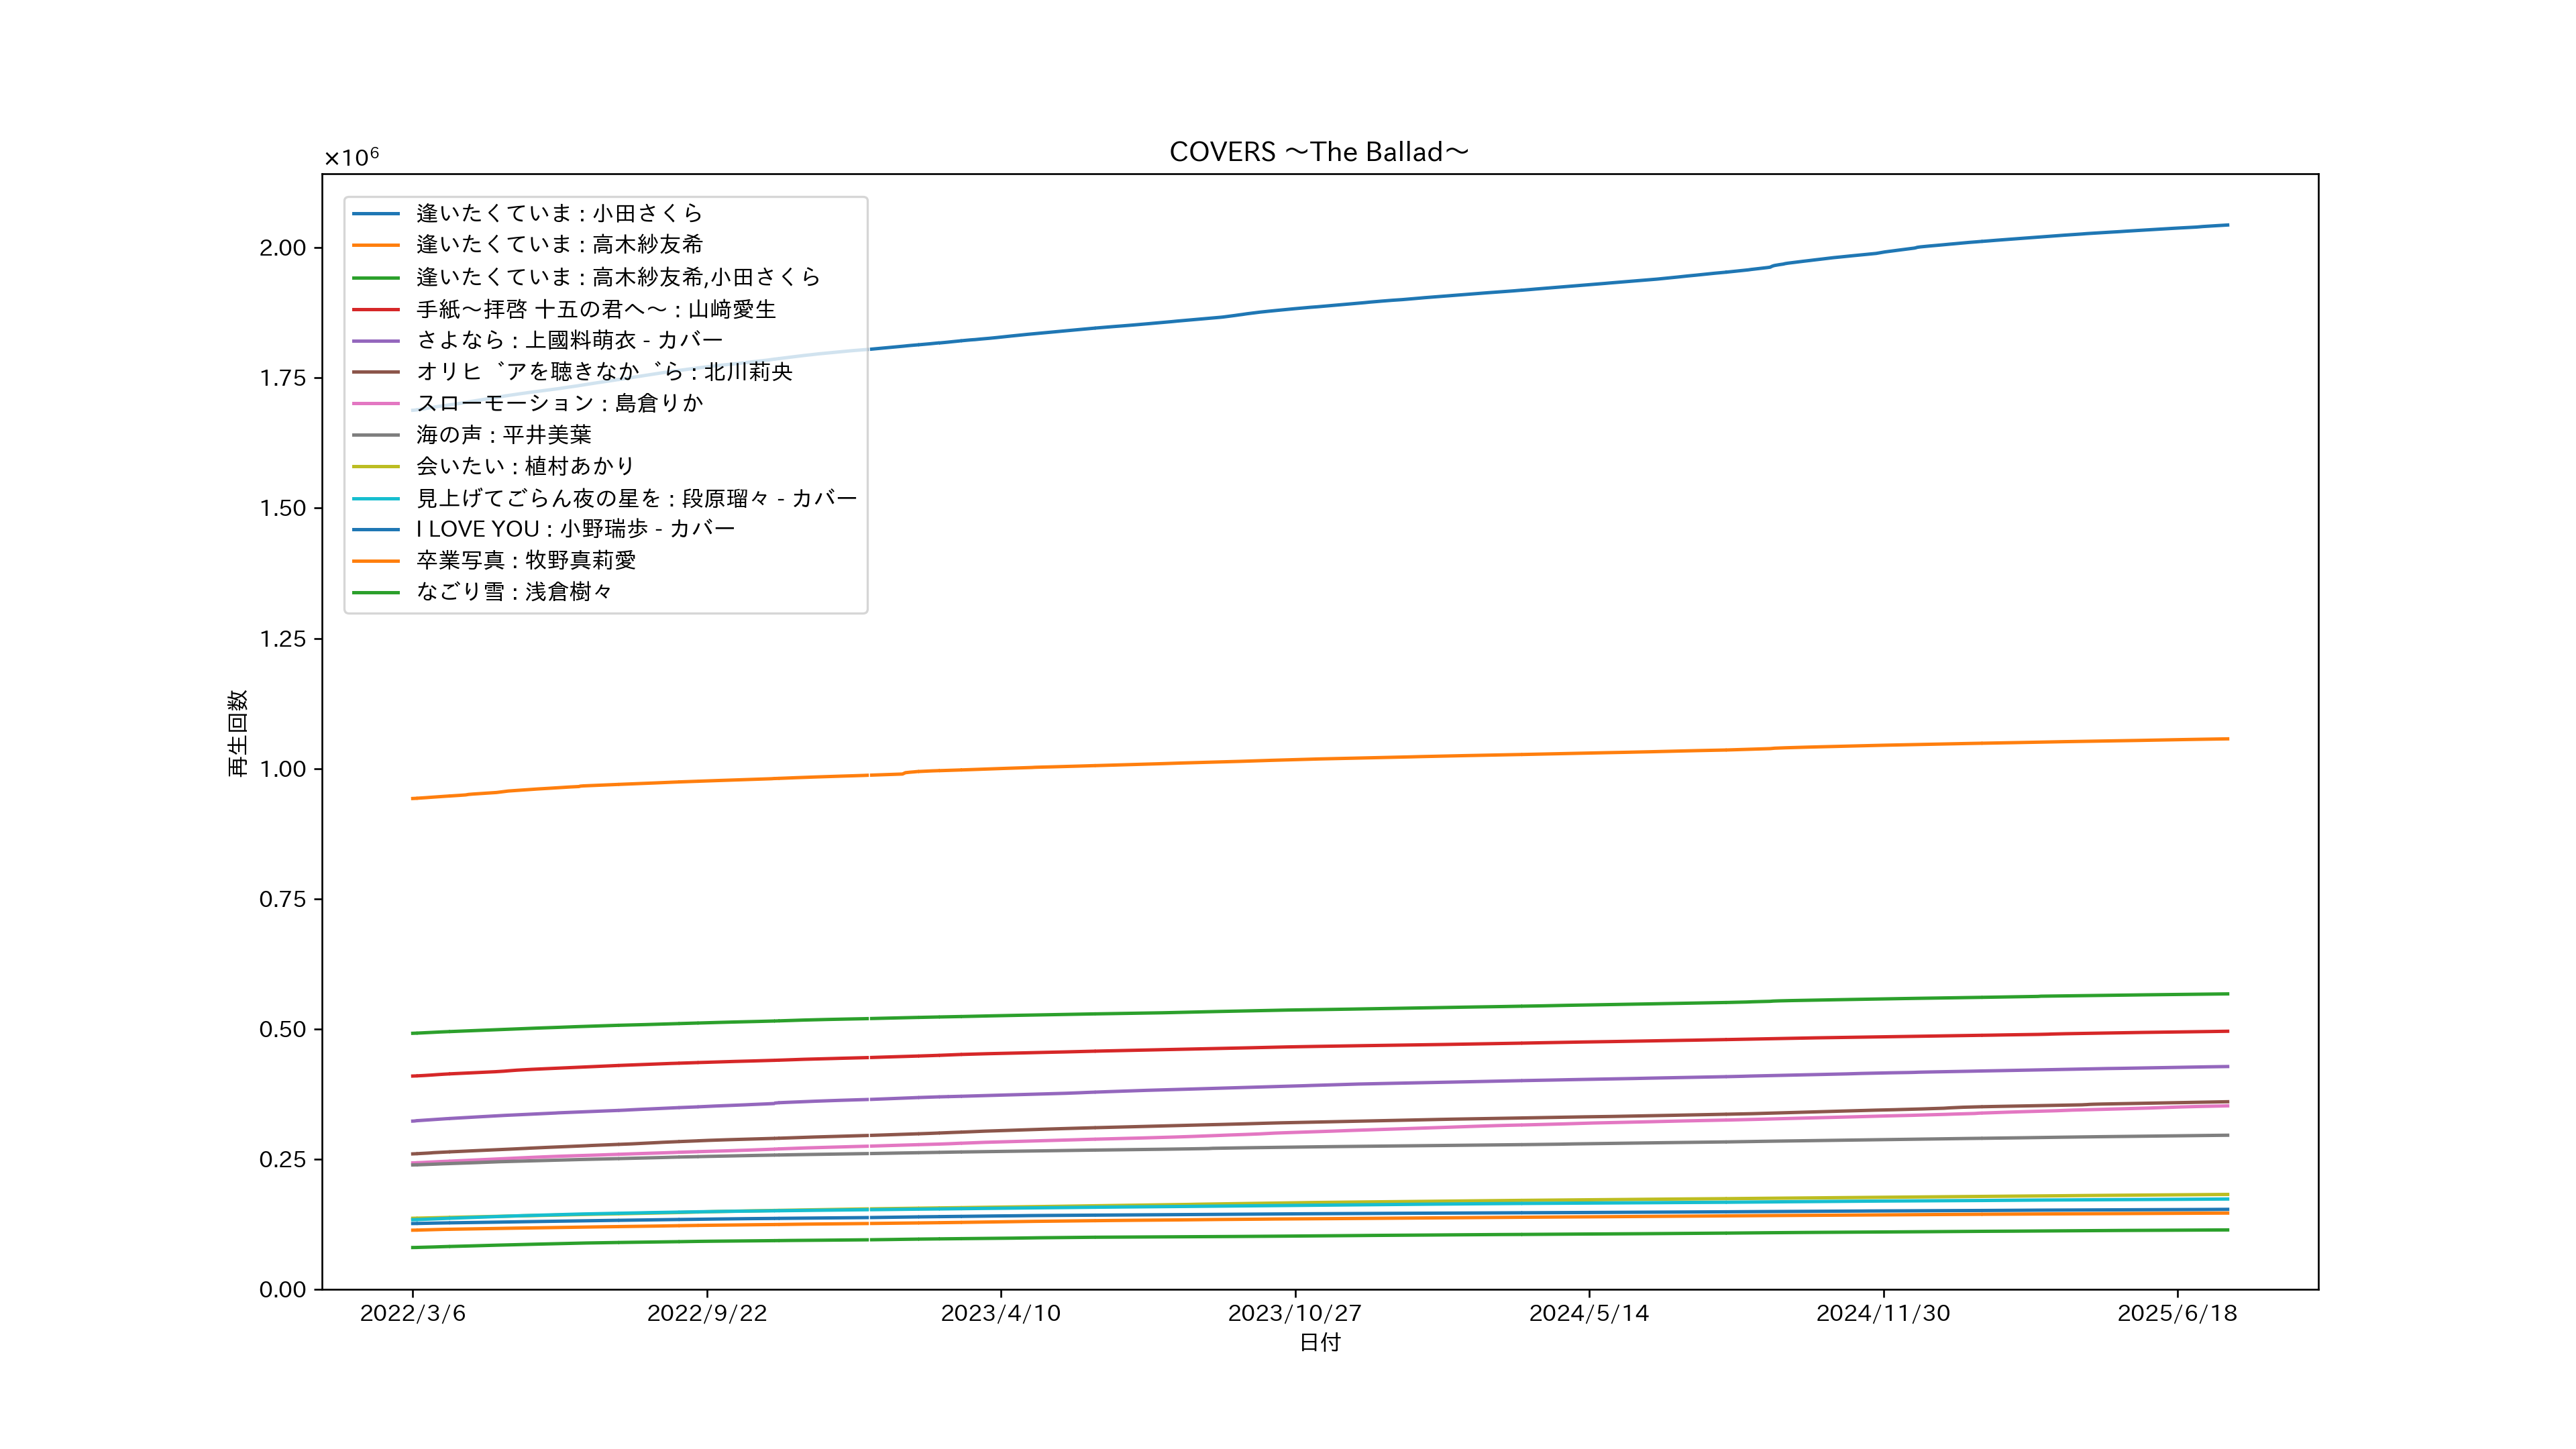 COVERS ～The Ballad～
×10⁶
逢いたくていま : 小田さくら
逢いたくていま : 高木紗友希
逢いたくていま : 高木紗友希,小田さくら
手紙～拝啓 十五の君へ～ : 山﨑愛生
さよなら : 上國料萌衣 - カバー
オリヒ゛アを聴きなか゛ら : 北川莉央
スローモーション : 島倉りか
海の声 : 平井美葉
会いたい : 植村あかり
見上げてごらん夜の星を : 段原瑠々 - カバー
I LOVE YOU : 小野瑞歩 - カバー
卒業写真 : 牧野真莉愛
なごり雪 : 浅倉樹々
2.00
1.75
1.50
1.25
1.00
0.75
0.50
0.25
0.00
再生回数
2022/3/6
2022/9/22
2023/4/10
2023/10/27
2024/5/14
2024/11/30
2025/6/18
日付